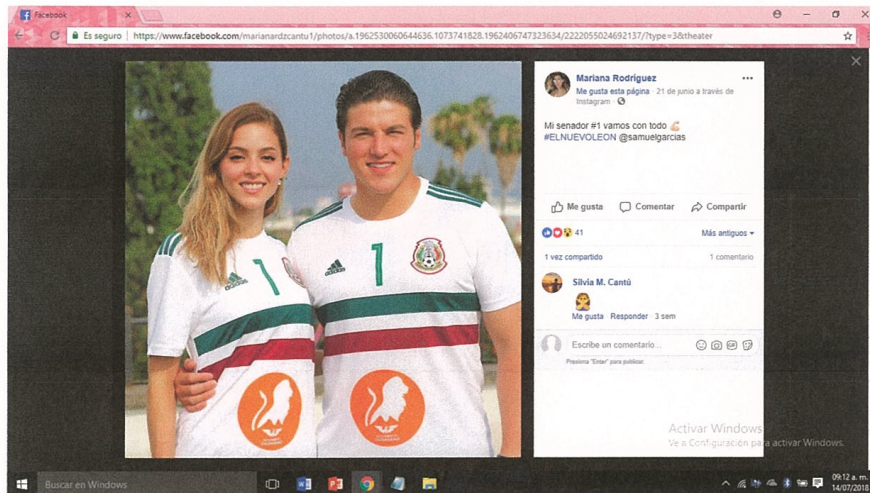 Facebook
Es seguro | https://www.facebook.com/marianardzcantu1/photos/a.1962530060644636.1073741828.1962406747323634/2222055024692137/?type=3&theater
Mariana Rodríguez
Me gusta esta página · 21 de junio a través de
Instagram ·
Mi senador #1 vamos con todo 💪🏻
#ELNUEVOLEON @samuelgarcias
Me gusta Comentar Compartir
41 Más antiguos
1 vez compartido 1 comentario
Silvia M. Cantú
Me gusta · Responder · 3 sem
Escribe un comentario...
GIF
Presiona "Enter" para publicar.
1 1
adidas adidas
Activar Windows
Ve a Configuración para activar Windows.
Buscar en Windows
09:12 a. m.
14/07/2018